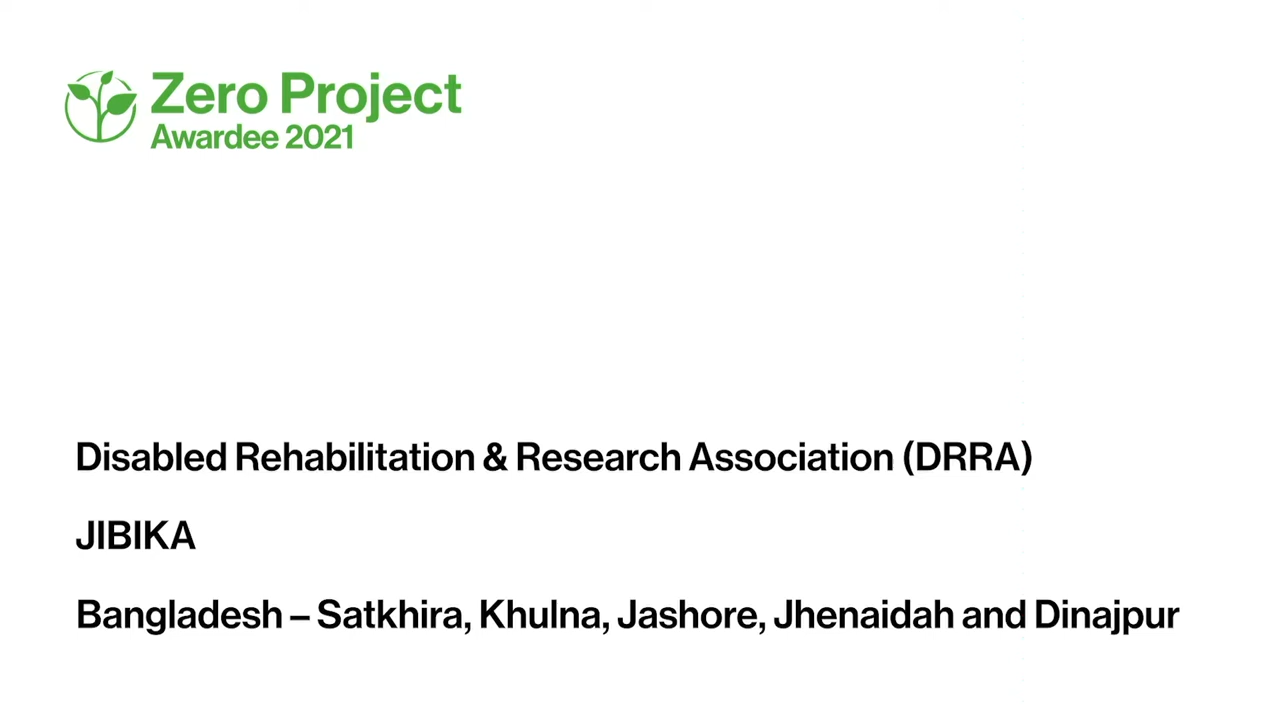 Zero Project
Awardee 2021
Disabled Rehabilitation & Research Association (DRRA)
JIBIKA
Bangladesh – Satkhira, Khulna, Jashore, Jhenaidah and Dinajpur